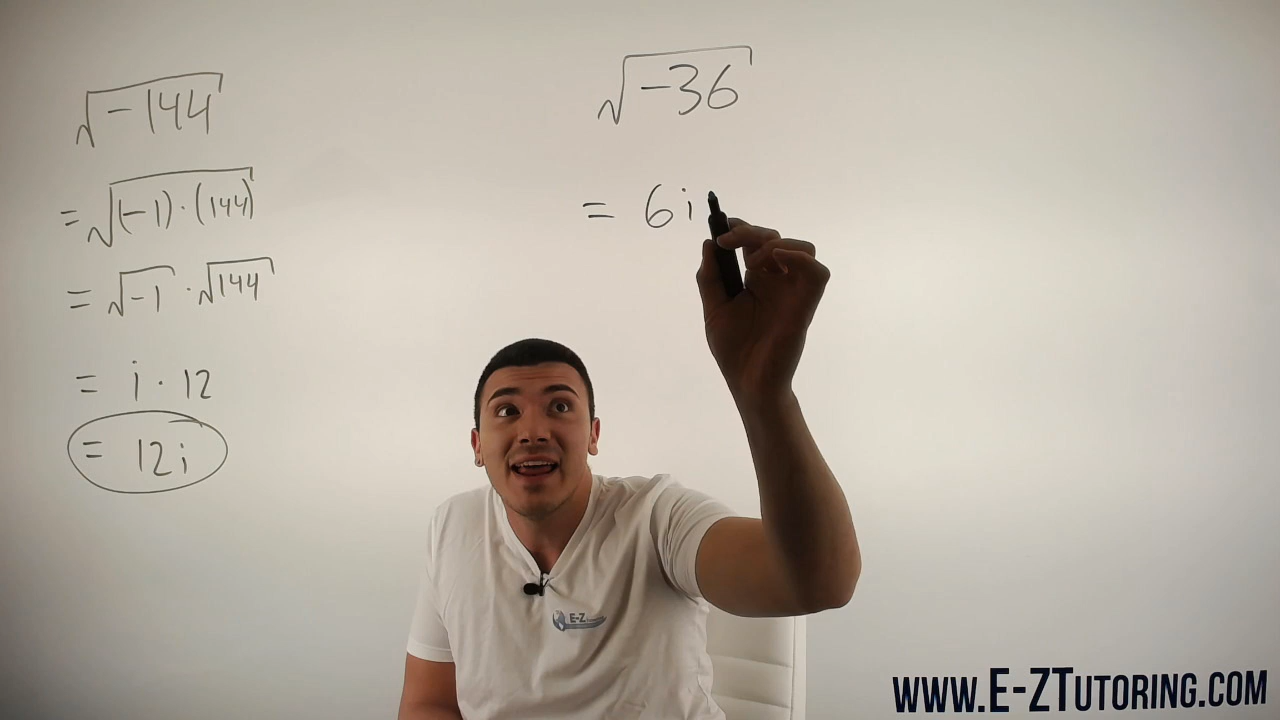 √-144
= √(-1)·(144)
= √-1 · √144
= i · 12
= 12i
√-36
= 6i
E-Z
WWW.E-ZTUTORING.COM